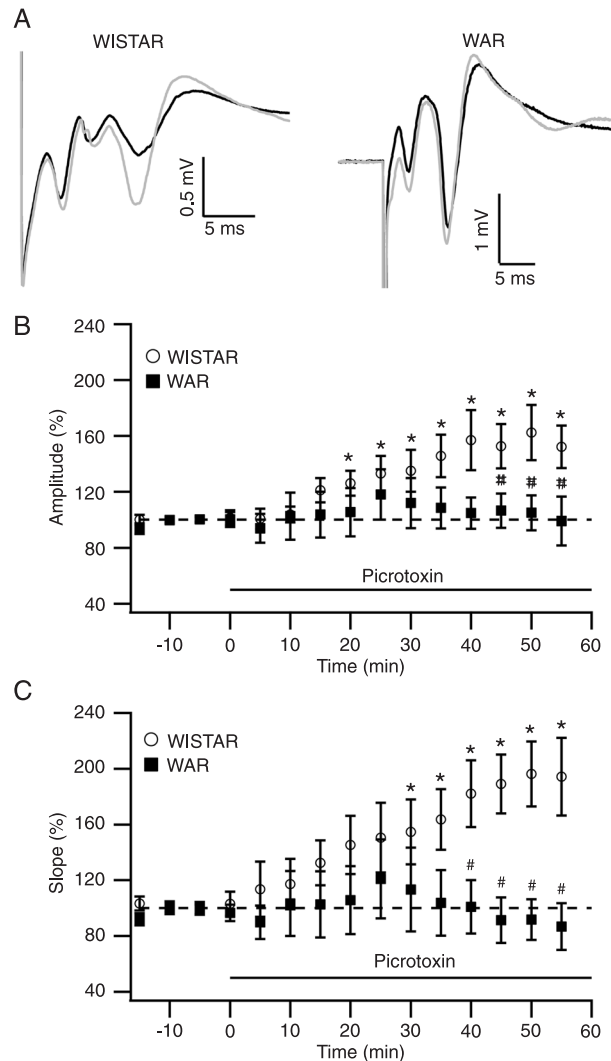 A
WISTAR
WAR
0.5 mV
5 ms
1 mV
5 ms
B
240
200
160
120
80
40
Amplitude (%)
WISTAR
WAR
* * * * * * * *
# # #
Picrotoxin
-10 0 10 20 30 40 50 60
Time (min)
C
240
200
160
120
80
40
Slope (%)
WISTAR
WAR
* * * * * *
# # # #
Picrotoxin
-10 0 10 20 30 40 50 60
Time (min)